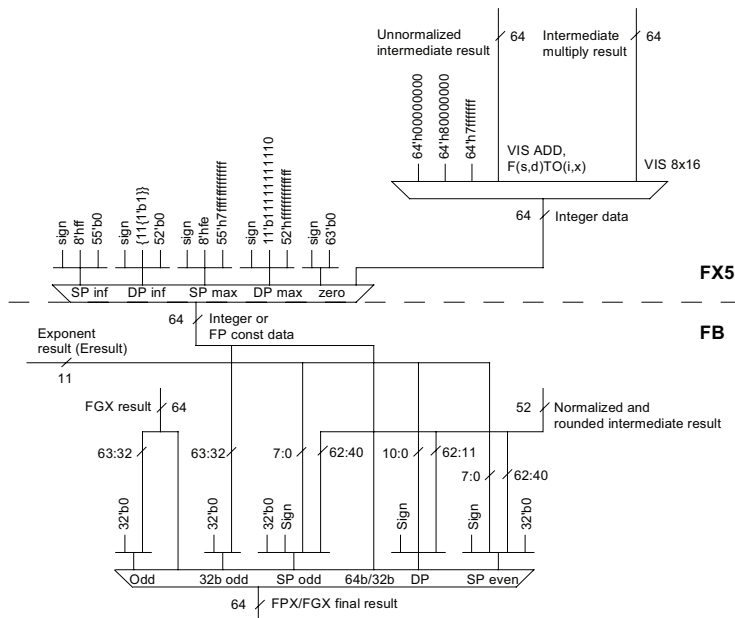 Unnormalized
intermediate result
64
Intermediate
multiply result
64
64'h00000000
64'h80000000
64'h7fffffff
VIS ADD,
F(s,d)TO(i,x)
VIS 8x16
64
Integer data
sign
8'hff
55'b0
sign
{11{1'b1}}
52'b0
sign
8'hfe
55'h7fffffffffffff
sign
11'b11111111110
52'hfffffffffffff
sign
63'b0
SP inf
DP inf
SP max
DP max
zero
FX5
FB
64
Integer or
FP const data
Exponent
result (Eresult)
11
FGX result
64
52
Normalized and
rounded intermediate result
63:32
63:32
7:0
62:40
10:0
62:11
7:0
62:40
32'b0
32'b0
32'b0
Sign
Sign
Sign
32'b0
Odd
32b odd
SP odd
64b/32b
DP
SP even
64
FPX/FGX final result